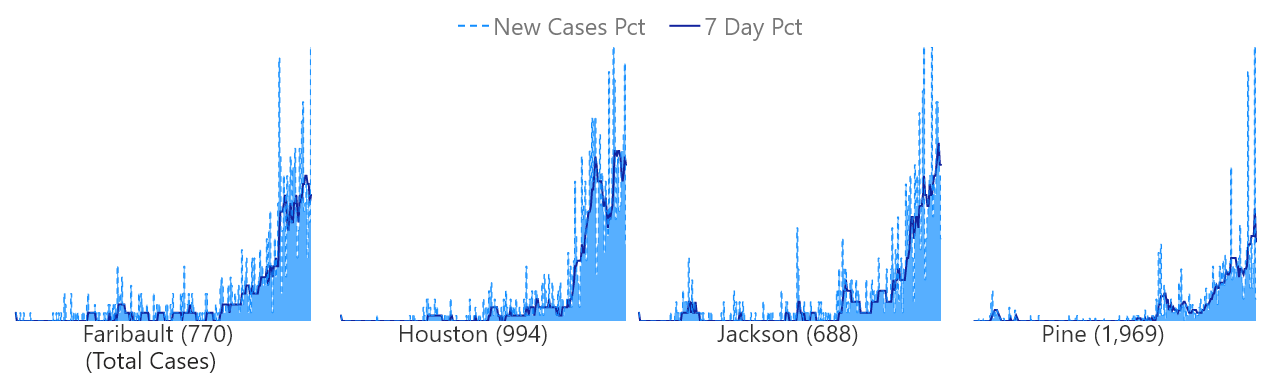 New Cases Pct 7 Day Pct
Faribault (770) Houston (994) Jackson (688) Pine (1,969)
(Total Cases)